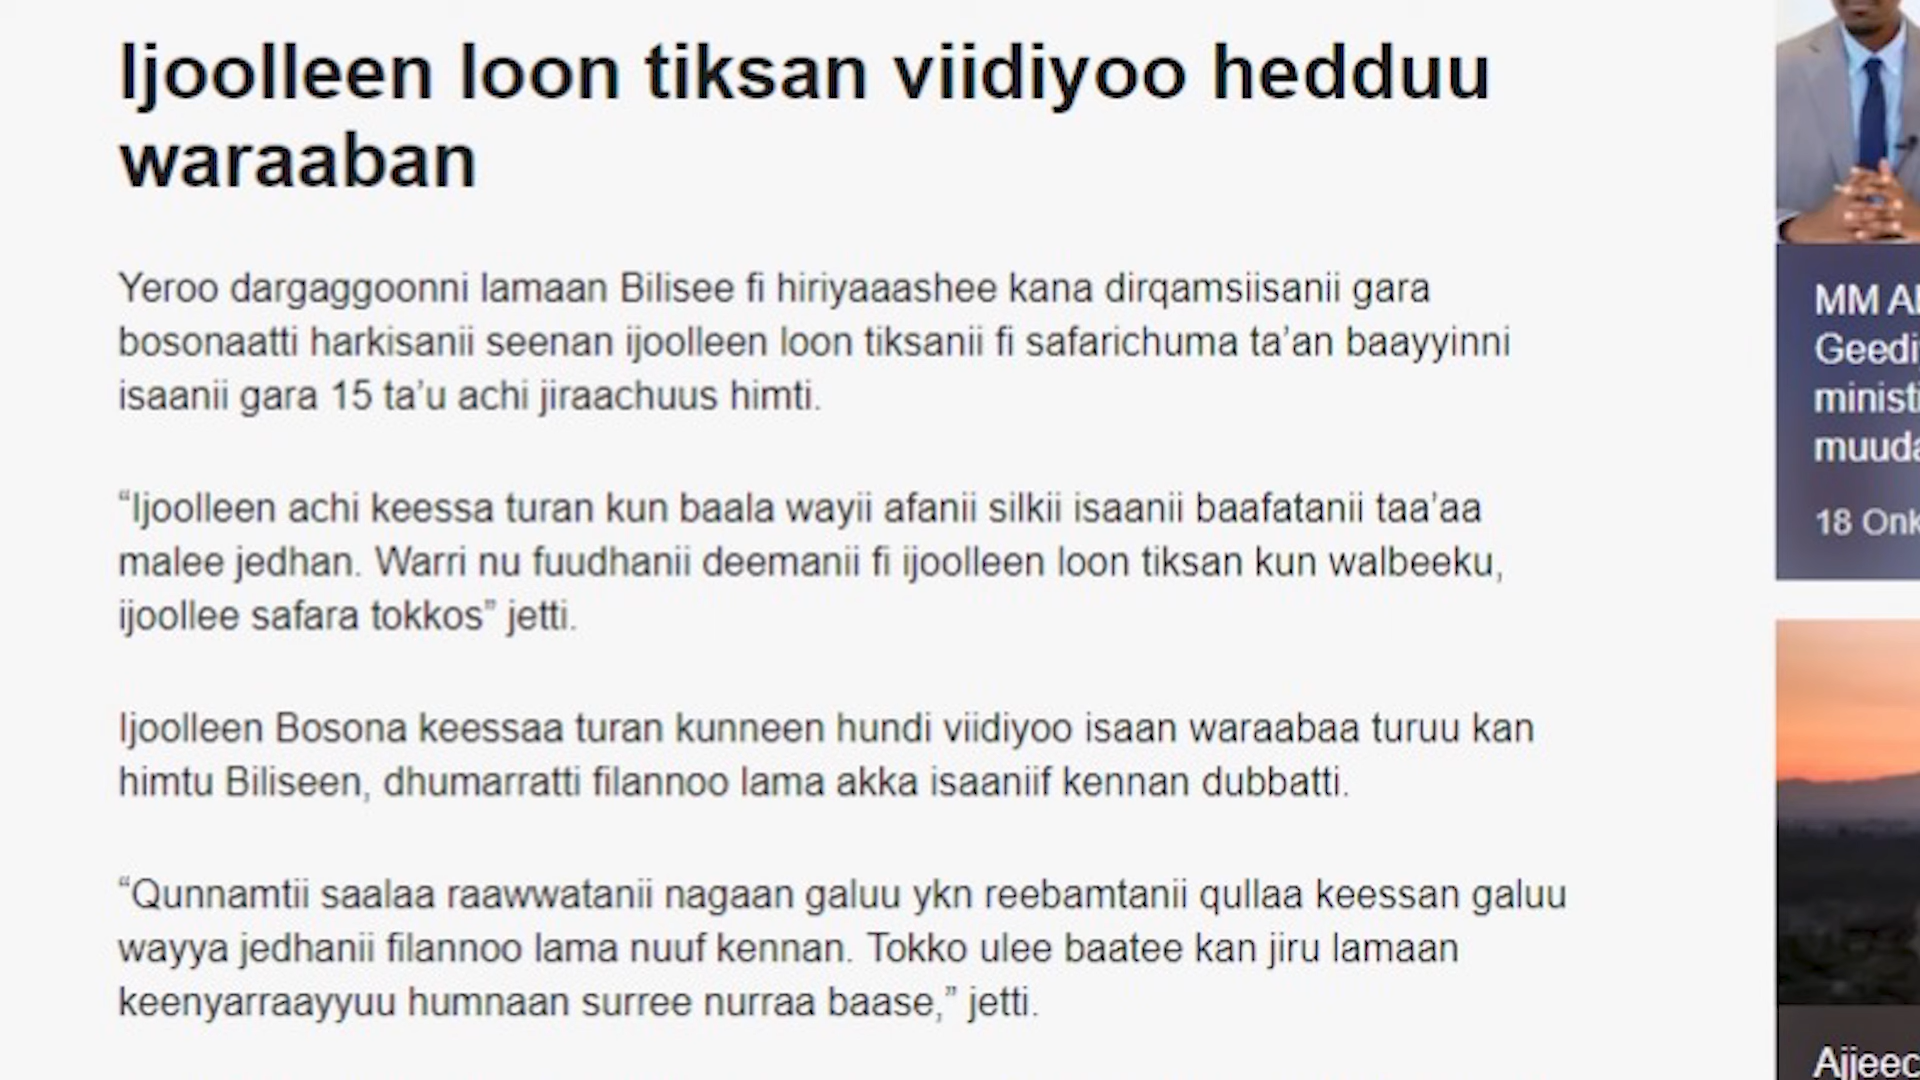 Ijoolleen loon tiksan viidiyoo hedduu
waraaban
Yeroo dargaggoonni lamaan Bilisee fi hiriyaaashee kana dirqamsiisanii gara
bosonaatti harkisanii seenan ijoolleen loon tiksanii fi safarichuma ta’an baayyinni
isaanii gara 15 ta’u achi jiraachuus himti.
“Ijoolleen achi keessa turan kun baala wayii afanii silkii isaanii baafatanii taa’aa
malee jedhan. Warri nu fuudhanii deemanii fi ijoolleen loon tiksan kun walbeeku,
ijoollee safara tokkos” jetti.
Ijoolleen Bosona keessaa turan kunneen hundi viidiyoo isaan waraabaa turuu kan
himtu Biliseen, dhumarratti filannoo lama akka isaaniif kennan dubbatti.
“Qunnamtii saalaa raawwatanii nagaan galuu ykn reebamtanii qullaa keessan galuu
wayya jedhanii filannoo lama nuuf kennan. Tokko ulee baatee kan jiru lamaan
keenyarraayyuu humnaan surree nurraa baase,” jetti.
MM
18